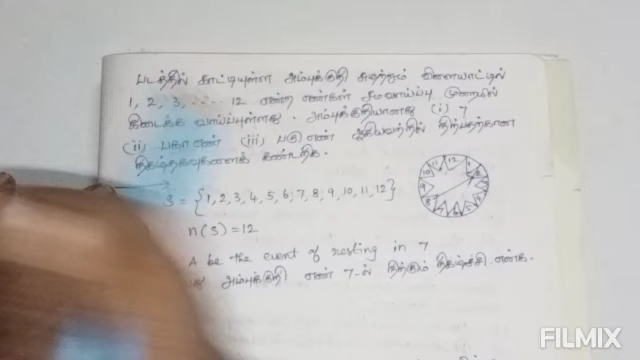 படத்தில் காட்டியுள்ள அம்புக்குறி சுழற்றும் விளையாட்டில்
1, 2, 3, .... 12 என்ற எண்கள் சமவாய்ப்பு முறையில்
கிடைக்க வாய்ப்புள்ளது. அம்புக்குறியானது (i) 7
(ii) பகா எண் (iii) பகு எண் ஆகியவற்றில் நிற்பதற்கான
நிகழ்தகவுகளைக் கண்டறிக.
S = {1, 2, 3, 4, 5, 6, 7, 8, 9, 10, 11, 12}
n(S) = 12
A be the event of resting in 7
அம்புக்குறி எண் 7-ல் நிற்கும் நிகழ்ச்சி என்க.
FILMIX